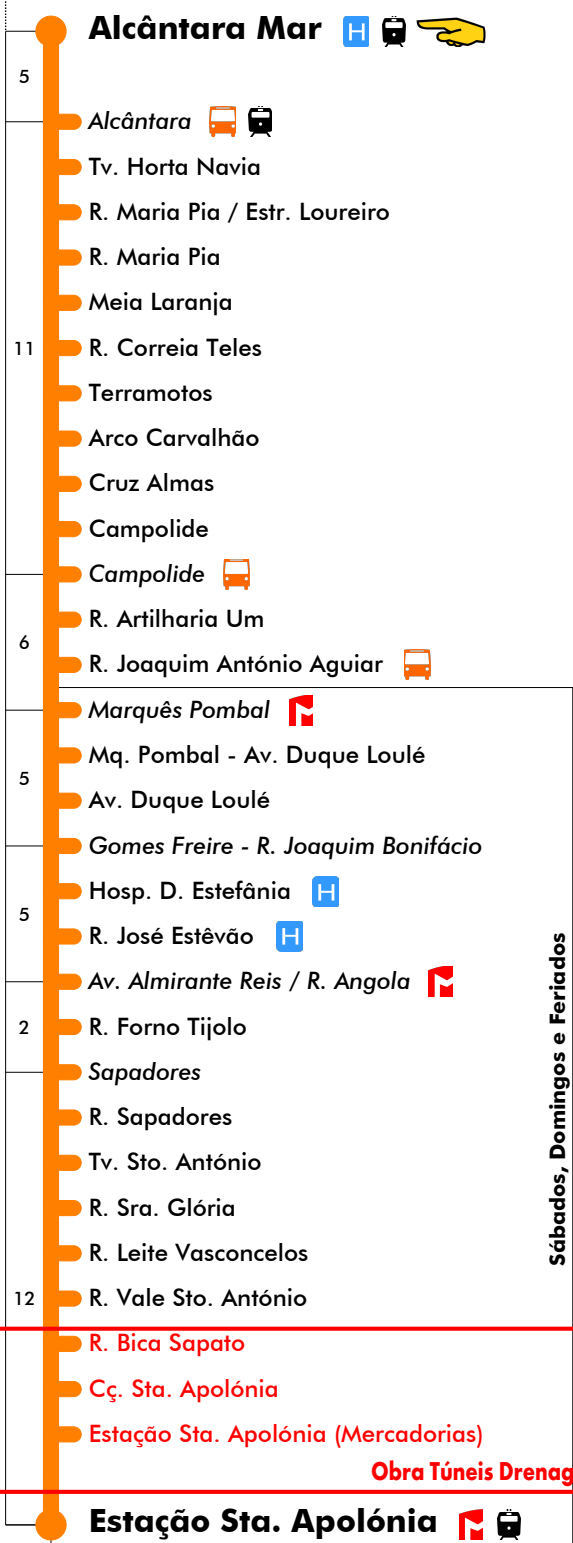 Alcântara Mar H
5
Alcântara
Tv. Horta Navia
R. Maria Pia / Estr. Loureiro
R. Maria Pia
Meia Laranja
11
R. Correia Teles
Terramotos
Arco Carvalhão
Cruz Almas
Campolide
Campolide
R. Artilharia Um
6
R. Joaquim António Aguiar
Marquês Pombal
Mq. Pombal - Av. Duque Loulé
5
Av. Duque Loulé
Gomes Freire - R. Joaquim Bonifácio
Hosp. D. Estefânia H
5
R. José Estêvão H
Av. Almirante Reis / R. Angola
2
R. Forno Tijolo
Sapadores
R. Sapadores
Tv. Sto. António
R. Sra. Glória
R. Leite Vasconcelos
12
R. Vale Sto. António
Sábados, Domingos e Feriados
R. Bica Sapato
Cç. Sta. Apolónia
Estação Sta. Apolónia (Mercadorias)
Obra Túneis Drenag
Estação Sta. Apolónia